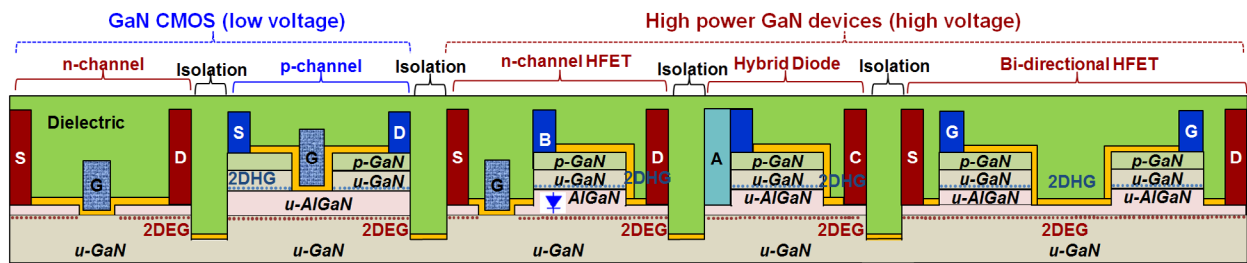 GaN CMOS (low voltage)
High power GaN devices (high voltage)
n-channel
Isolation
p-channel
Isolation
n-channel HFET
Isolation
Hybrid Diode
Isolation
Bi-directional HFET
Dielectric
S
G
D
S
G
D
S
G
B
D
A
C
S
G
G
D
p-GaN
p-GaN
p-GaN
p-GaN
p-GaN
2DHG
u-GaN
u-GaN
2DHG
u-GaN
2DHG
u-GaN
2DHG
u-GaN
u-AlGaN
AlGaN
u-AlGaN
u-AlGaN
u-AlGaN
2DEG
2DEG
2DEG
2DEG
2DEG
u-GaN
u-GaN
u-GaN
u-GaN
u-GaN